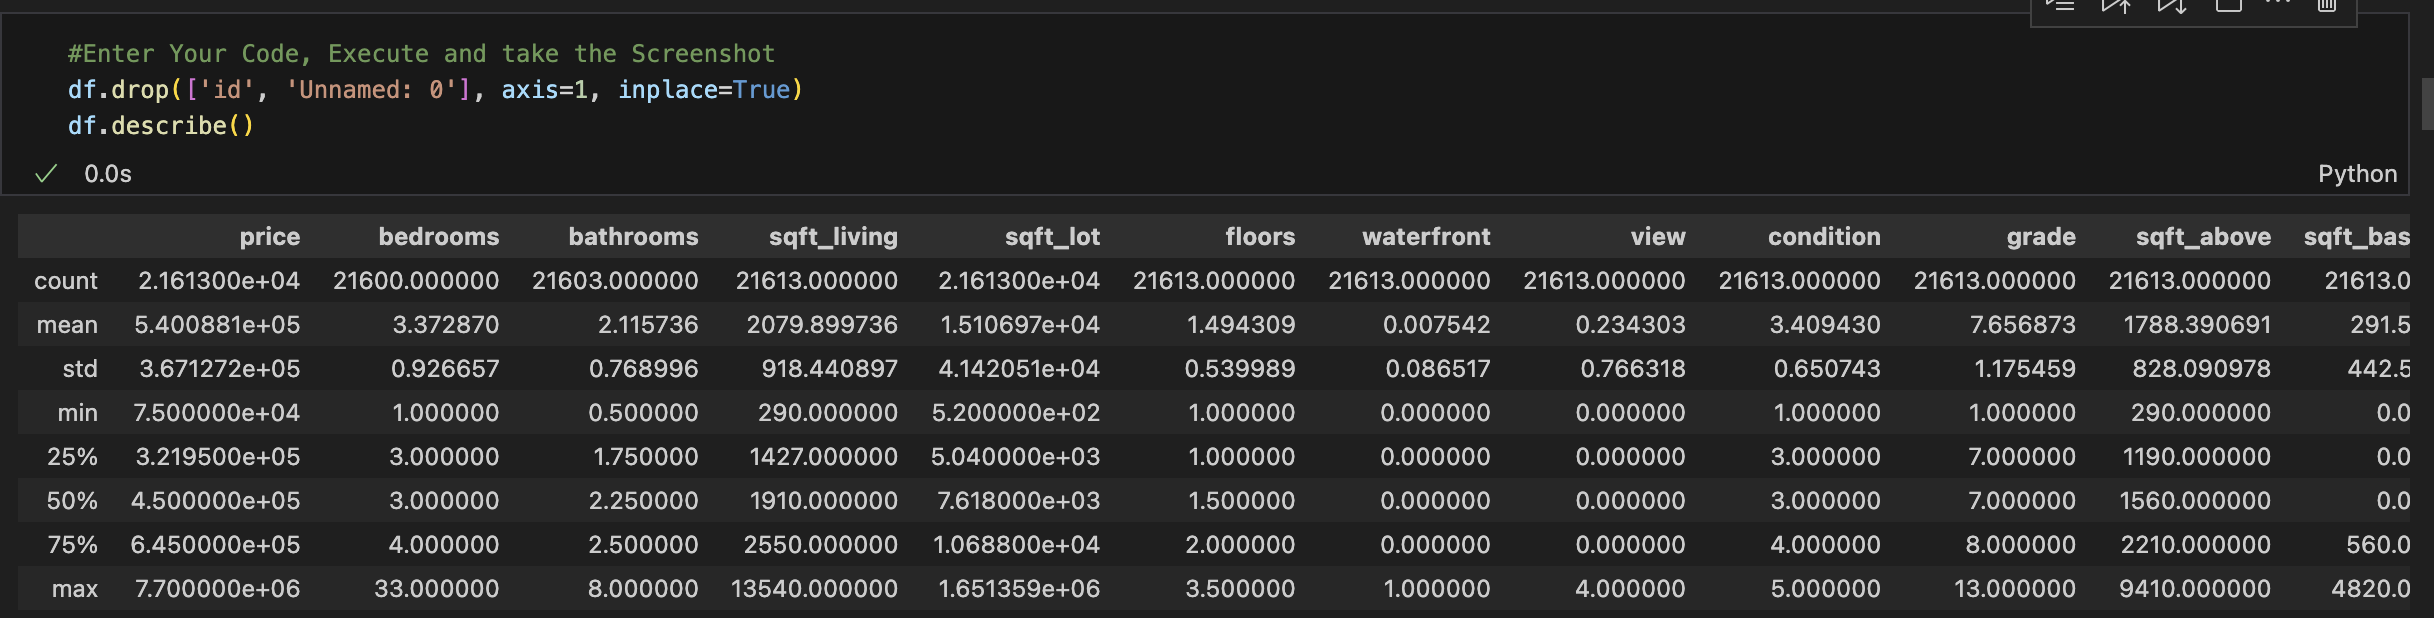 #Enter Your Code, Execute and take the Screenshot
df.drop(['id', 'Unnamed: 0'], axis=1, inplace=True)
df.describe()
0.0s Python
price bedrooms bathrooms sqft_living sqft_lot floors waterfront view condition grade sqft_above sqft_bas
count 2.161300e+04 21600.000000 21603.000000 21613.000000 2.161300e+04 21613.000000 21613.000000 21613.000000 21613.000000 21613.000000 21613.000000 21613.0
mean 5.400881e+05 3.372870 2.115736 2079.899736 1.510697e+04 1.494309 0.007542 0.234303 3.409430 7.656873 1788.390691 291.5
std 3.671272e+05 0.926657 0.768996 918.440897 4.142051e+04 0.539989 0.086517 0.766318 0.650743 1.175459 828.090978 442.5
min 7.500000e+04 1.000000 0.500000 290.000000 5.200000e+02 1.000000 0.000000 0.000000 1.000000 1.000000 290.000000 0.0
25% 3.219500e+05 3.000000 1.750000 1427.000000 5.040000e+03 1.000000 0.000000 0.000000 3.000000 7.000000 1190.000000 0.0
50% 4.500000e+05 3.000000 2.250000 1910.000000 7.618000e+03 1.500000 0.000000 0.000000 3.000000 7.000000 1560.000000 0.0
75% 6.450000e+05 4.000000 2.500000 2550.000000 1.068800e+04 2.000000 0.000000 0.000000 4.000000 8.000000 2210.000000 560.0
max 7.700000e+06 33.000000 8.000000 13540.000000 1.651359e+06 3.500000 1.000000 4.000000 5.000000 13.000000 9410.000000 4820.0